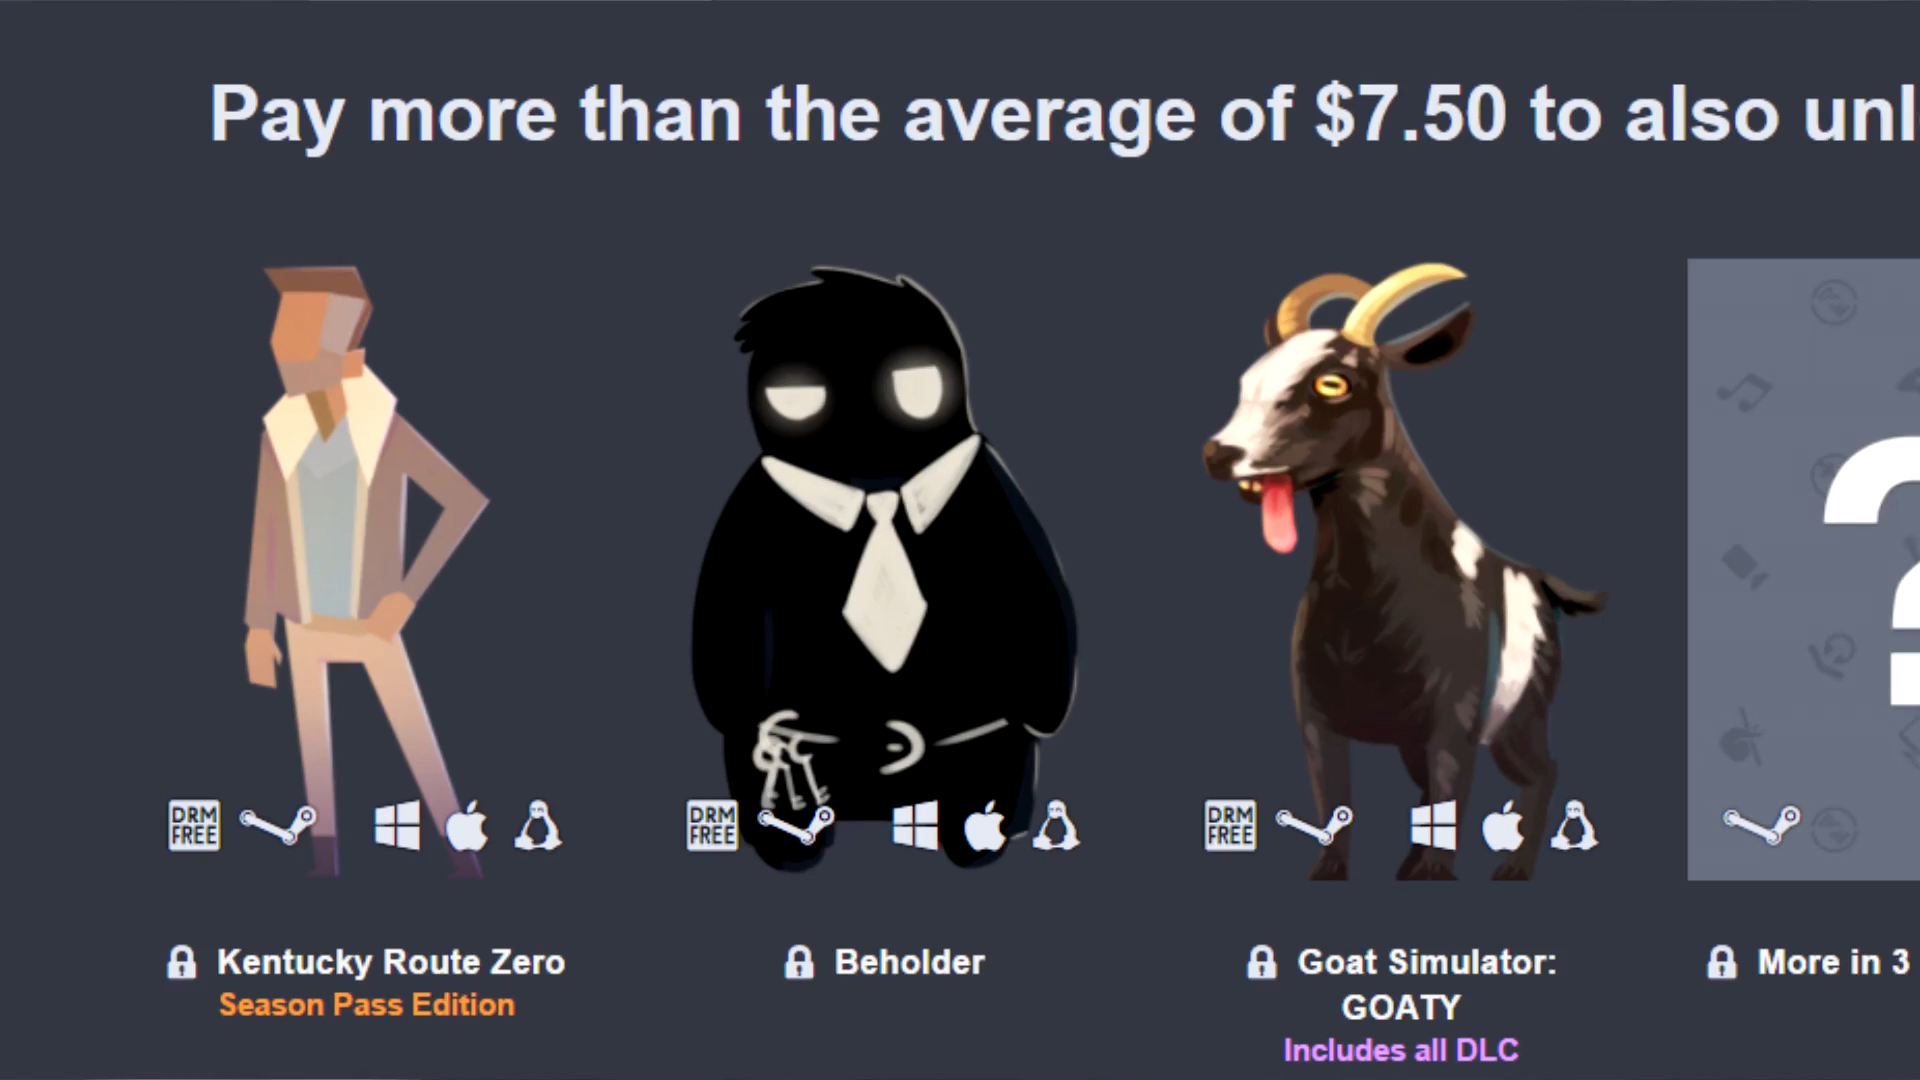 Pay more than the average of $7.50 to also unl
DRM
FREE
DRM
FREE
DRM
FREE
?
Kentucky Route Zero
Season Pass Edition
Beholder
Goat Simulator:
GOATY
Includes all DLC
More in 3